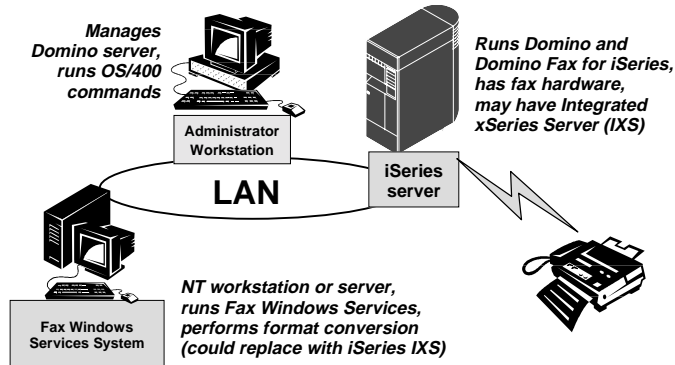 Manages
Domino server,
runs OS/400
commands
Runs Domino and
Domino Fax for iSeries,
has fax hardware,
may have Integrated
xSeries Server (IXS)
Administrator
Workstation
LAN
iSeries
server
NT workstation or server,
runs Fax Windows Services,
performs format conversion
(could replace with iSeries IXS)
Fax Windows
Services System